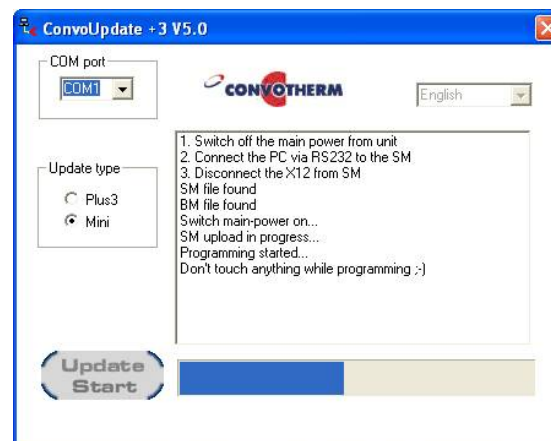 ConvoUpdate +3 V5.0
COM port
COM1
CONVOTHERM
English
Update type
Plus3
Mini
1. Switch off the main power from unit
2. Connect the PC via RS232 to the SM
3. Disconnect the X12 from SM
SM file found
BM file found
Switch main-power on...
SM upload in progress...
Programming started...
Don't touch anything while programming ;-)
Update
Start